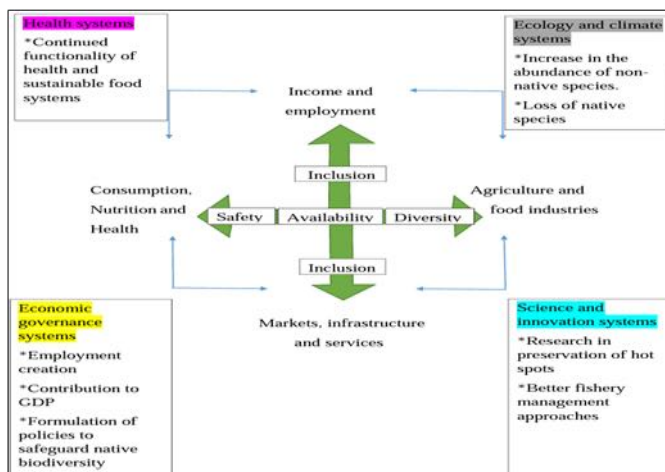 Health systems
*Continued
functionality of
health and
sustainable food
systems
Ecology and climate
systems
*Increase in the
abundance of non-
native species.
*Loss of native
species
Income and
employment
Inclusion
Consumption,
Nutrition and
Health
Safety
Availability
Diversity
Agriculture and
food industries
Inclusion
Markets, infrastructure
and services
Economic
governance
systems
*Employment
creation
*Contribution to
GDP
*Formulation of
policies to
safeguard native
biodiversity
Science and
innovation systems
*Research in
preservation of hot
spots
*Better fishery
management
approaches